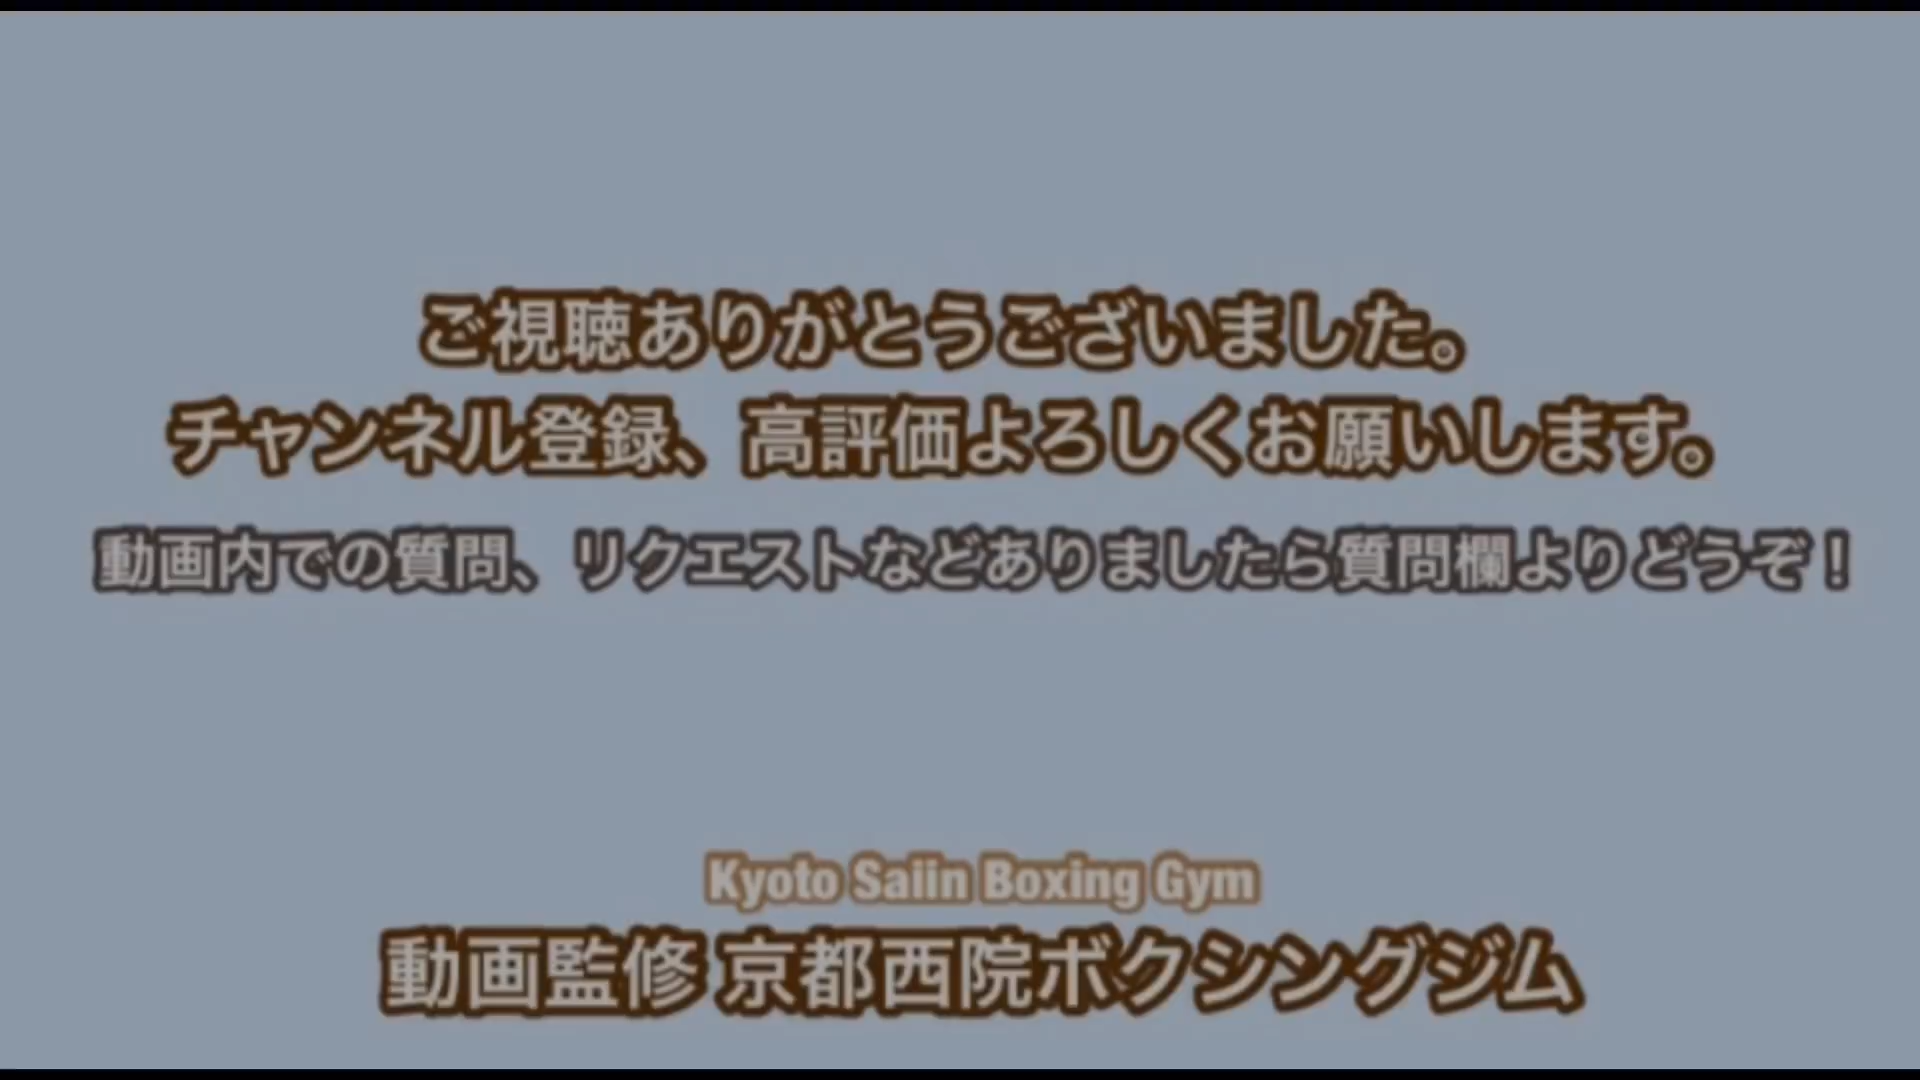 ご視聴ありがとうございました。
チャンネル登録、高評価よろしくお願いします。
動画内での質問、リクエストなどありましたら質問欄よりどうぞ！
Kyoto Saiin Boxing Gym
動画監修 京都西院ボクシングジム